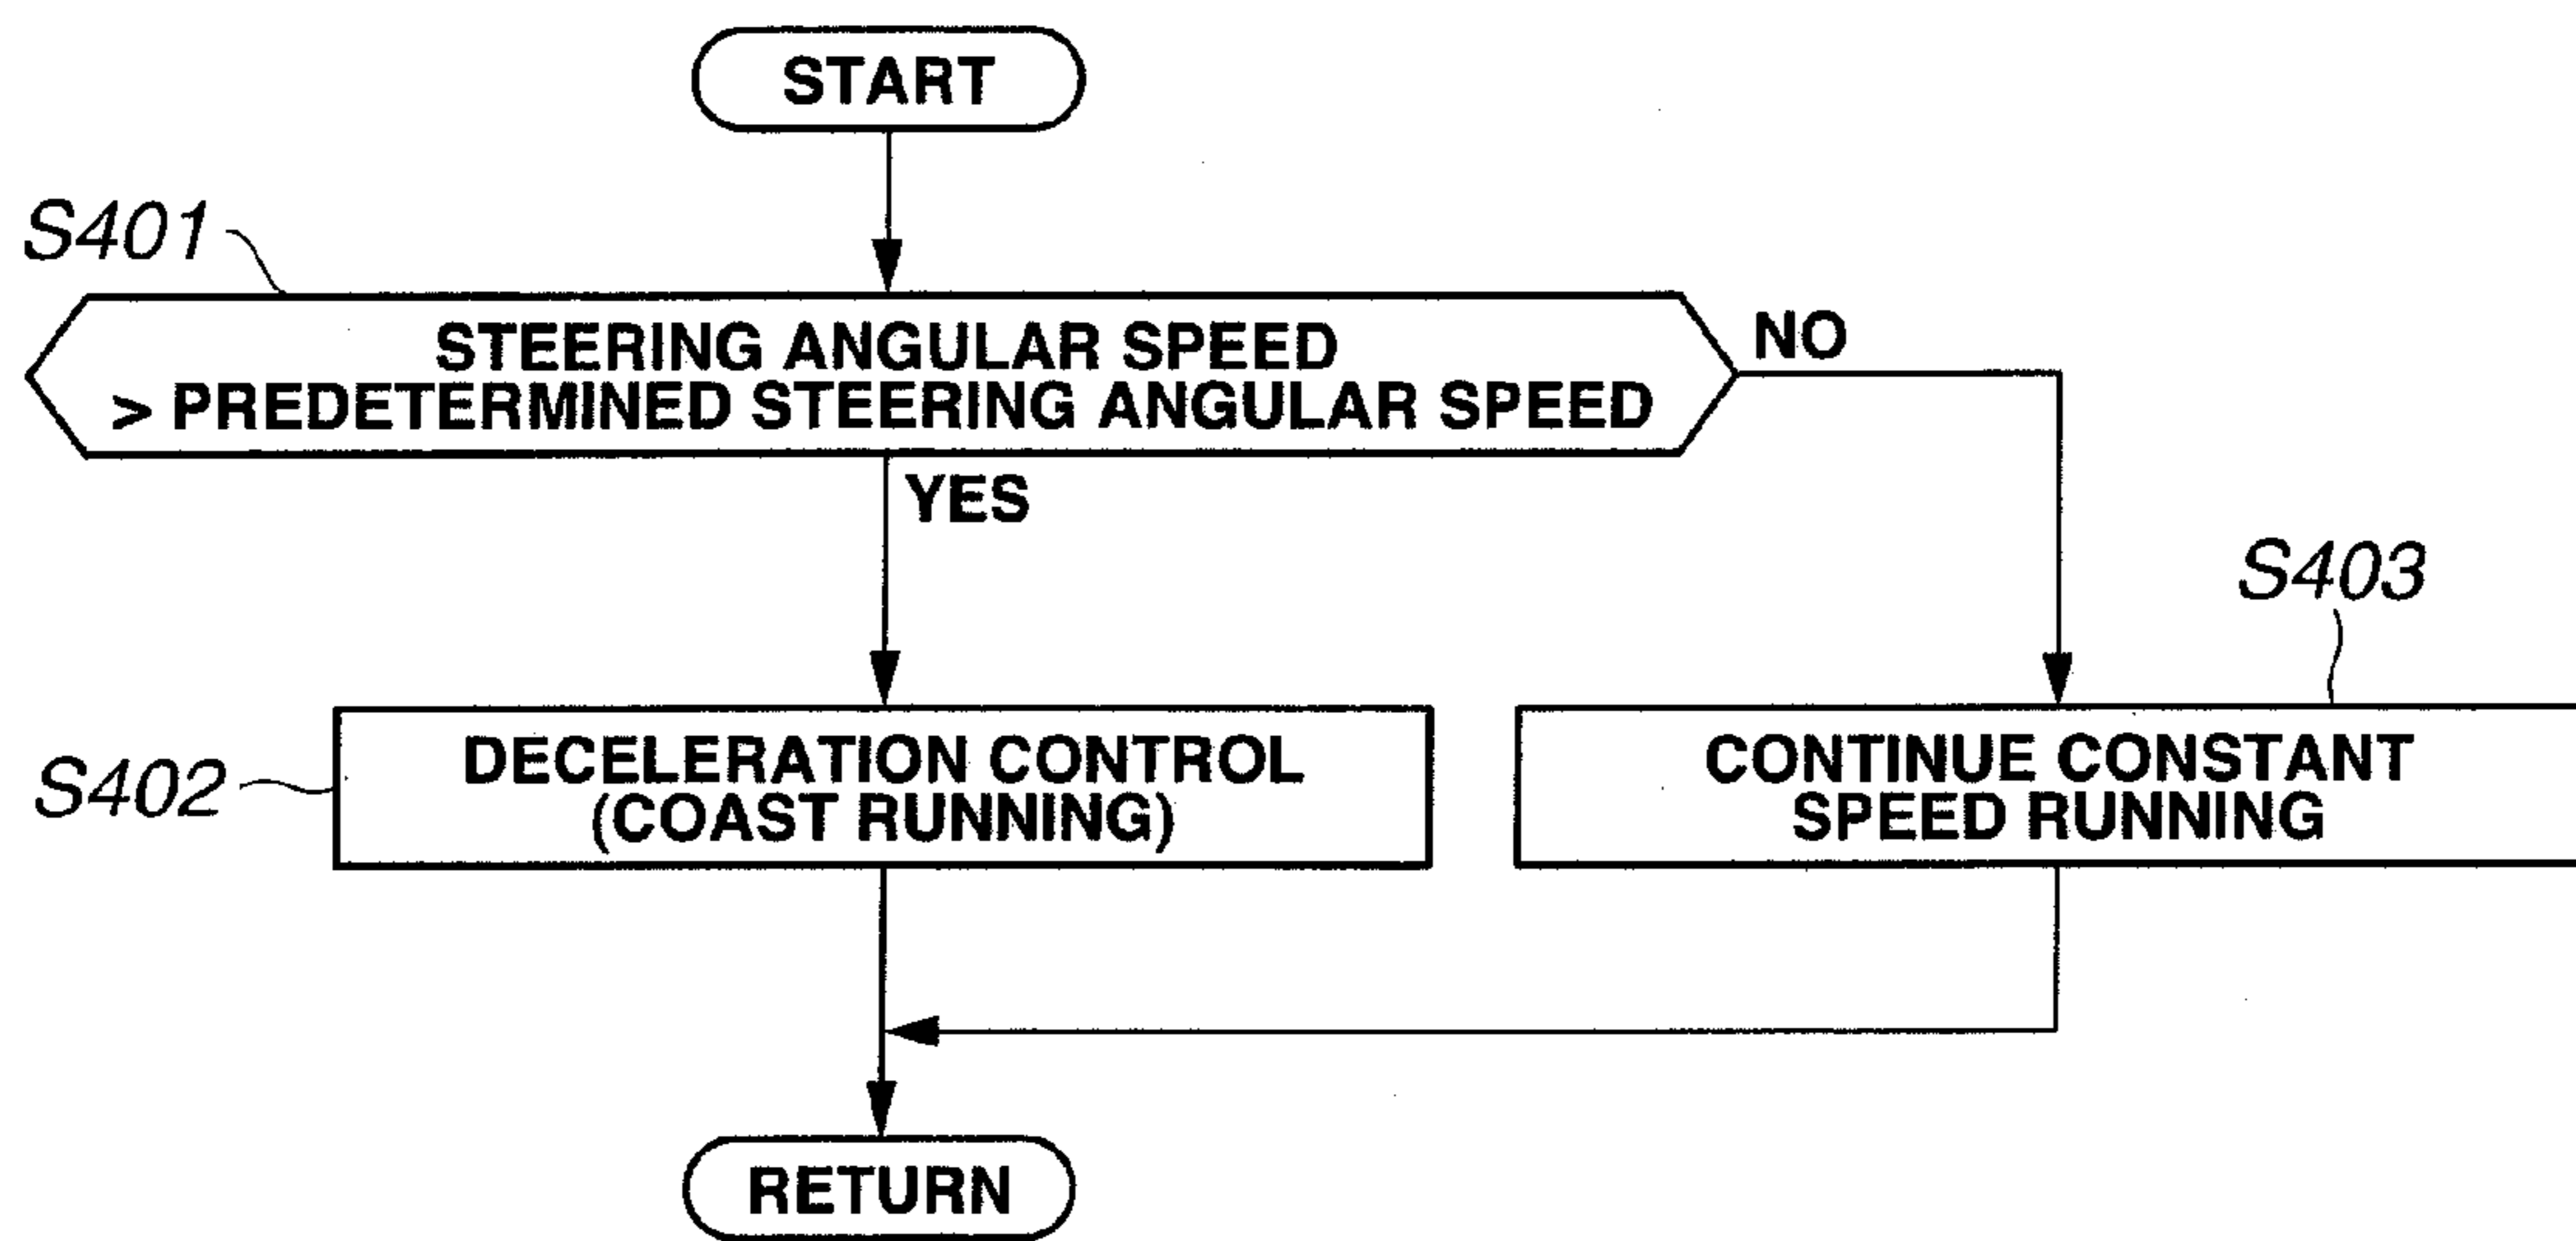 START
S401
STEERING ANGULAR SPEED
> PREDETERMINED STEERING ANGULAR SPEED
NO
YES
S403
S402
DECELERATION CONTROL
(COAST RUNNING)
CONTINUE CONSTANT
SPEED RUNNING
RETURN